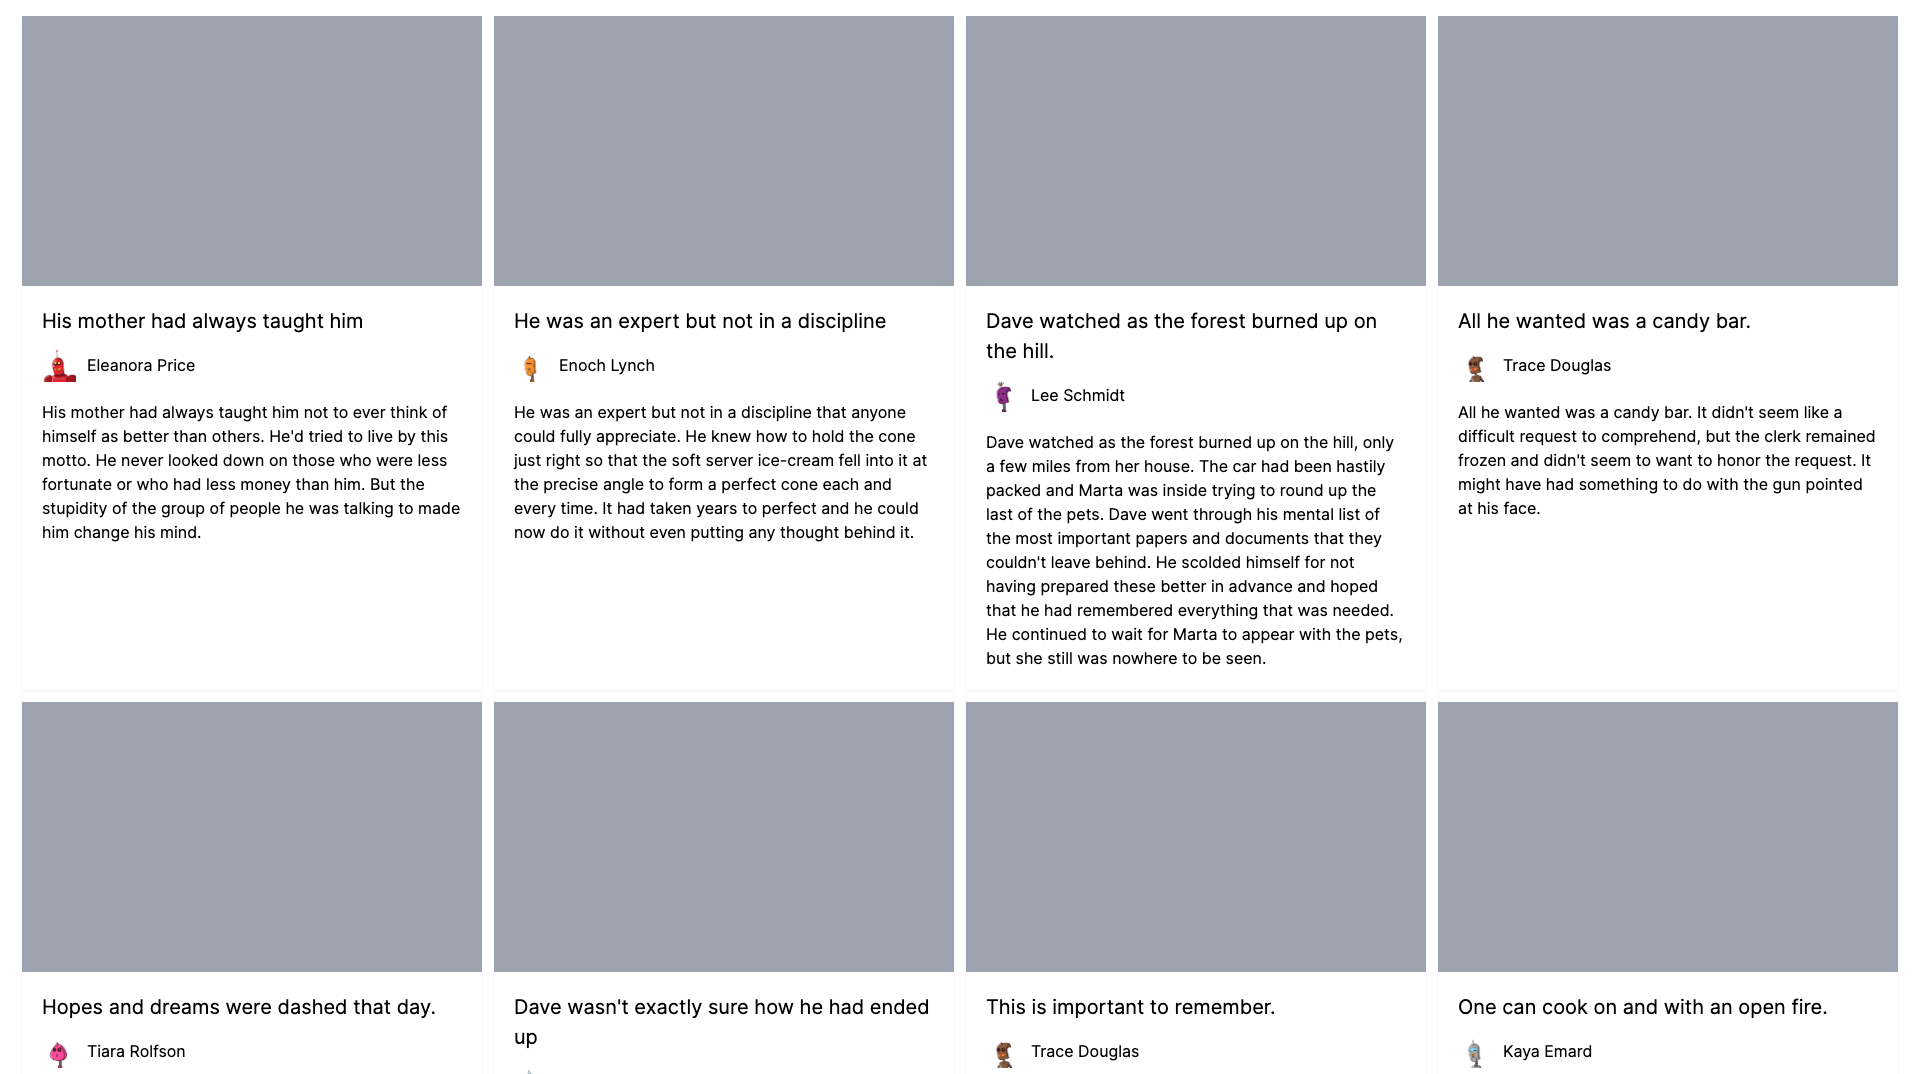 His mother had always taught him
Eleanora Price
His mother had always taught him not to ever think of
himself as better than others. He'd tried to live by this
motto. He never looked down on those who were less
fortunate or who had less money than him. But the
stupidity of the group of people he was talking to made
him change his mind.
He was an expert but not in a discipline
Enoch Lynch
He was an expert but not in a discipline that anyone
could fully appreciate. He knew how to hold the cone
just right so that the soft server ice-cream fell into it at
the precise angle to form a perfect cone each and
every time. It had taken years to perfect and he could
now do it without even putting any thought behind it.
Dave watched as the forest burned up on
the hill.
Lee Schmidt
Dave watched as the forest burned up on the hill, only
a few miles from her house. The car had been hastily
packed and Marta was inside trying to round up the
last of the pets. Dave went through his mental list of
the most important papers and documents that they
couldn't leave behind. He scolded himself for not
having prepared these better in advance and hoped
that he had remembered everything that was needed.
He continued to wait for Marta to appear with the pets,
but she still was nowhere to be seen.
All he wanted was a candy bar.
Trace Douglas
All he wanted was a candy bar. It didn't seem like a
difficult request to comprehend, but the clerk remained
frozen and didn't seem to want to honor the request. It
might have had something to do with the gun pointed
at his face.
Hopes and dreams were dashed that day.
Tiara Rolfson
Dave wasn't exactly sure how he had ended
up
This is important to remember.
Trace Douglas
One can cook on and with an open fire.
Kaya Emard